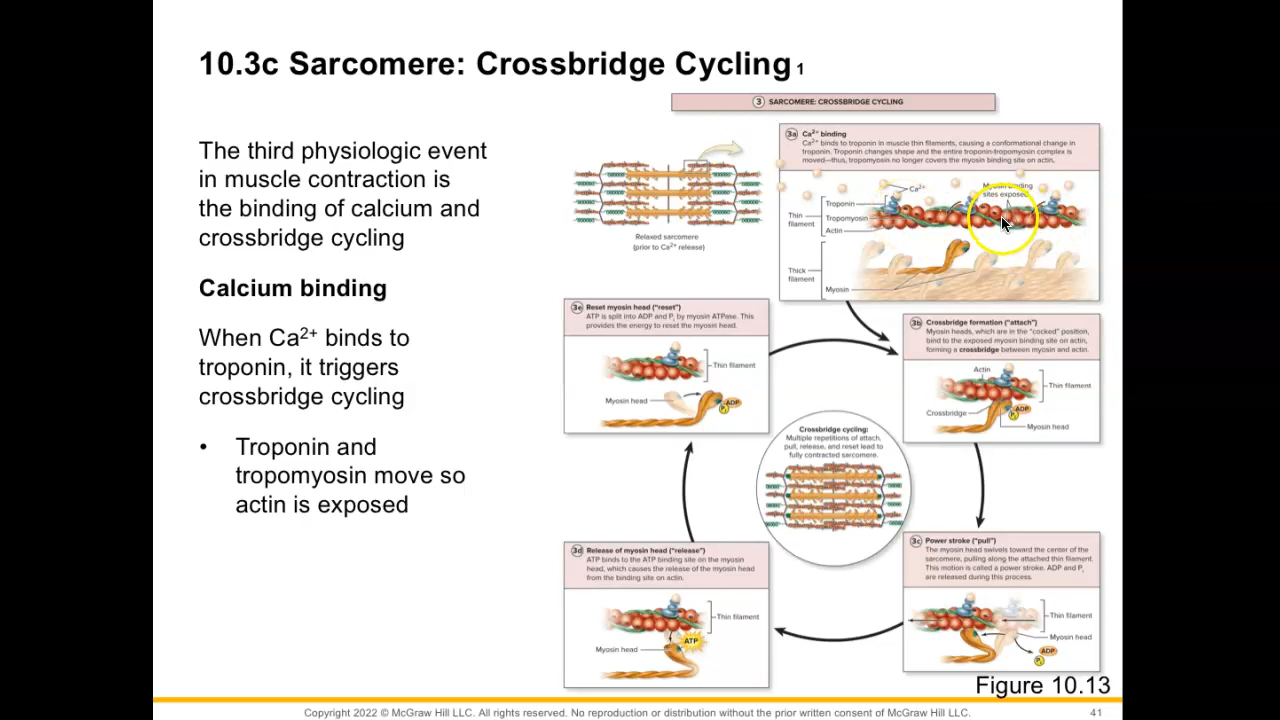 10.3c Sarcomere: Crossbridge Cycling 1
The third physiologic event
in muscle contraction is
the binding of calcium and
crossbridge cycling
Calcium binding
When Ca2+ binds to
troponin, it triggers
crossbridge cycling
• Troponin and
tropomyosin move so
actin is exposed
3 SARCOMERE: CROSSBRIDGE CYCLING
Relaxed sarcomere
(prior to Ca2+ release)
3a Ca2+ binding
Ca2+ binds to troponin in muscle thin filaments, causing a conformational change in
troponin. Troponin changes shape and the entire troponin-tropomyosin complex is
moved—thus, tropomyosin no longer covers the myosin binding site on actin.
Ca2+
Myosin binding
sites exposed
Troponin
Thin
filament
Tropomyosin
Actin
Thick
filament
Myosin
3b Crossbridge formation ("attach")
Myosin heads, which are in the "cocked" position,
bind to the exposed myosin binding site on actin,
forming a crossbridge between myosin and actin.
Actin
Thin filament
Crossbridge
ADP
Pi
Myosin head
3c Power stroke ("pull")
The myosin head swivels toward the center of the
sarcomere, pulling along the attached thin filament.
This motion is called a power stroke. ADP and Pi
are released during this process.
Thin filament
Myosin head
ADP
Pi
3d Release of myosin head ("release")
ATP binds to the ATP binding site on the myosin
head, which causes the release of the myosin head
from the binding site on actin.
Thin filament
ATP
Myosin head
3e Reset myosin head ("reset")
ATP is split into ADP and Pi by myosin ATPase. This
provides the energy to reset the myosin head.
Thin filament
Myosin head
ADP
Pi
Crossbridge cycling:
Multiple repetitions of attach,
pull, release, and reset lead to
fully contracted sarcomere.
Figure 10.13
Copyright 2022 © McGraw Hill LLC. All rights reserved. No reproduction or distribution without the prior written consent of McGraw Hill LLC.
41